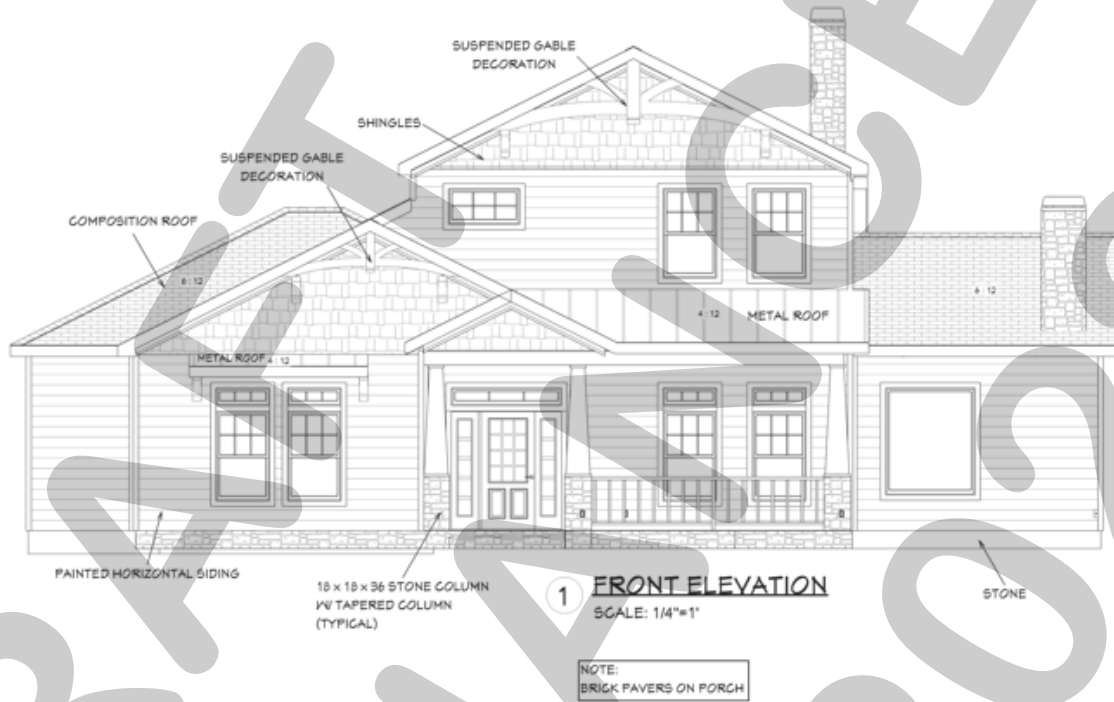 SUSPENDED GABLE
DECORATION
SHINGLES
SUSPENDED GABLE
DECORATION
COMPOSITION ROOF
6:12
6:12
4:12
METAL ROOF
METAL ROOF 4:12
PAINTED HORIZONTAL SIDING
18 x 18 x 36 STONE COLUMN
W/ TAPERED COLUMN
(TYPICAL)
1
FRONT ELEVATION
SCALE: 1/4"=1'
STONE
NOTE:
BRICK PAVERS ON PORCH